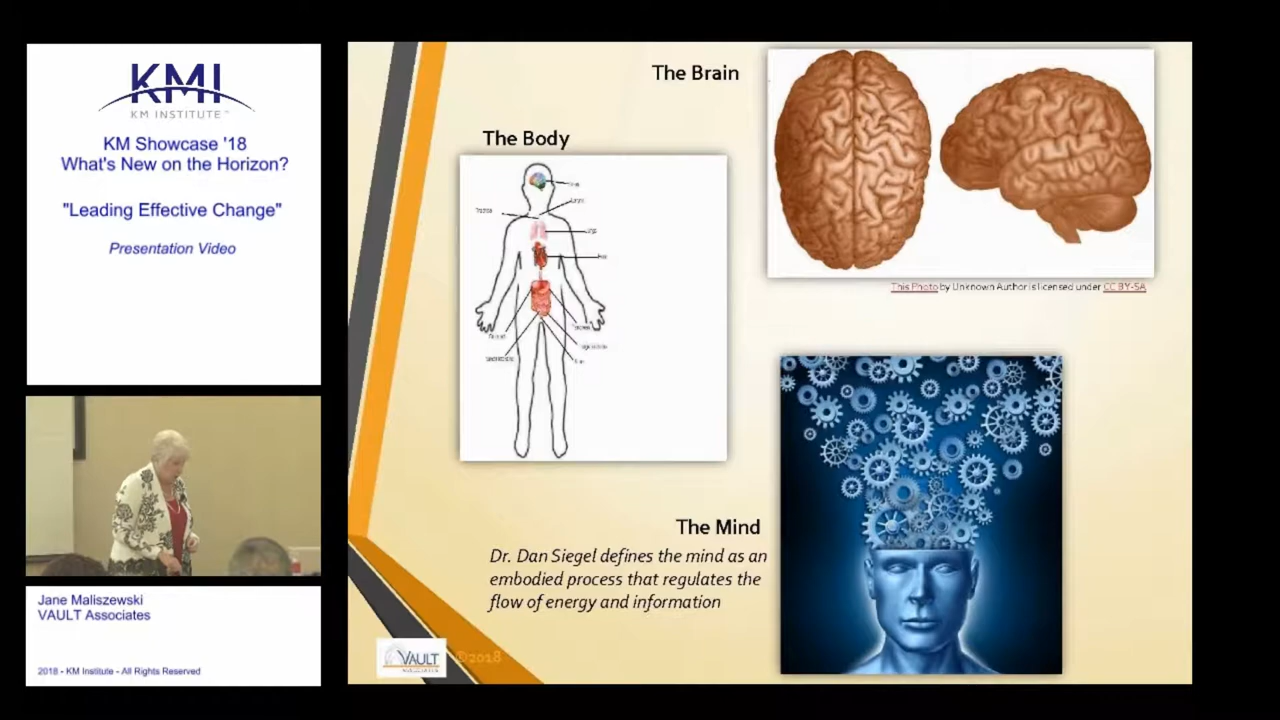 KMI
KM INSTITUTE
KM Showcase '18
What's New on the Horizon?
"Leading Effective Change"
Presentation Video
Jane Maliszewski
VAULT Associates
2018 - KM Institute - All Rights Reserved
The Brain
The Body
Trachea
This Photo by Unknown Author is licensed under CC BY-SA
The Mind
Dr. Dan Siegel defines the mind as an
embodied process that regulates the
flow of energy and information
VAULT
©2018